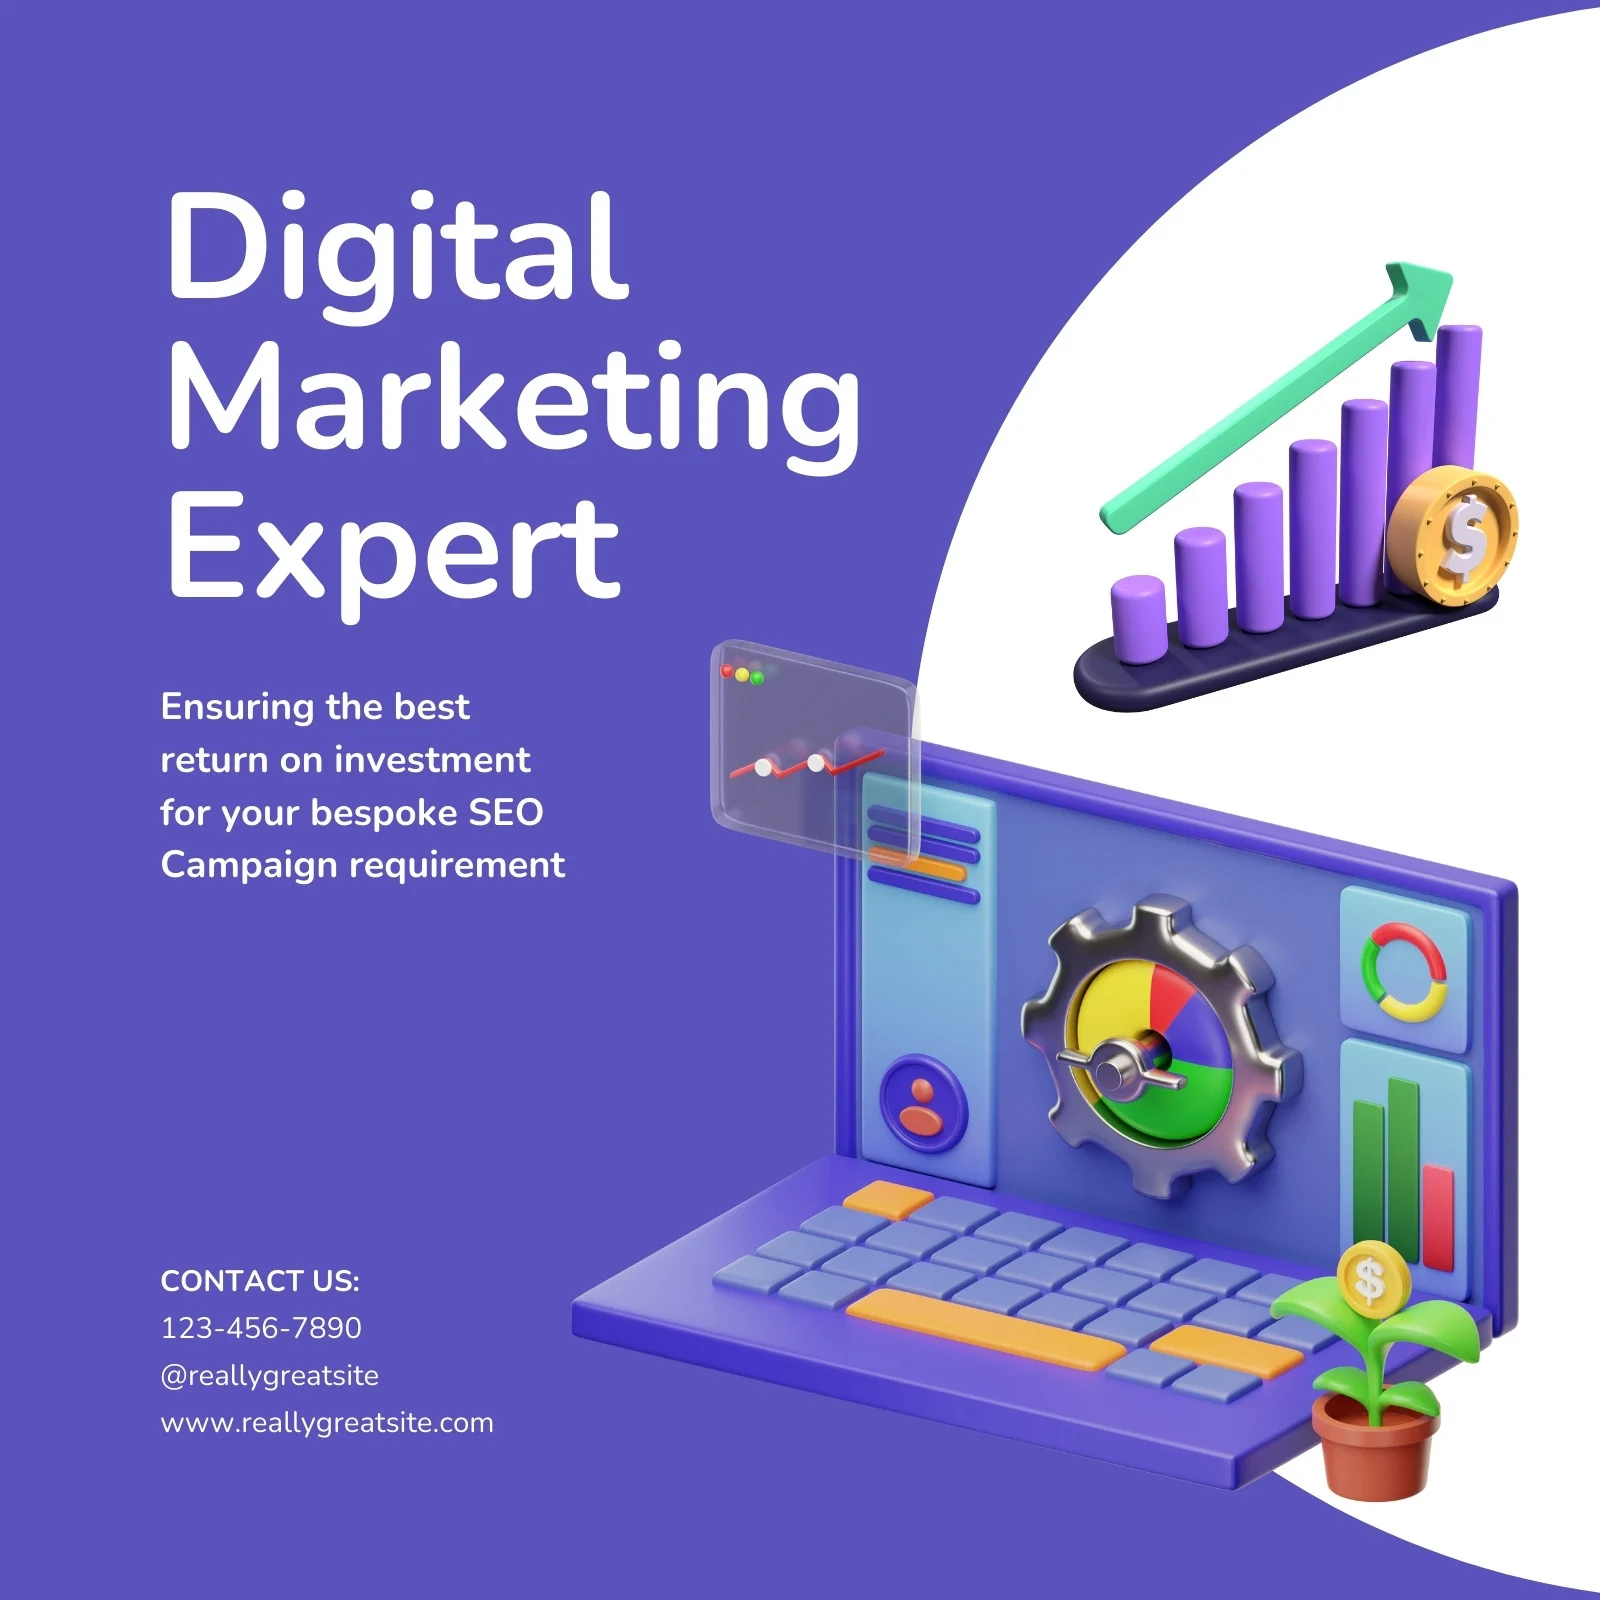 Digital
Marketing
Expert
Ensuring the best
return on investment
for your bespoke SEO
Campaign requirement
CONTACT US:
123-456-7890
@reallygreatsite
www.reallygreatsite.com
$
$